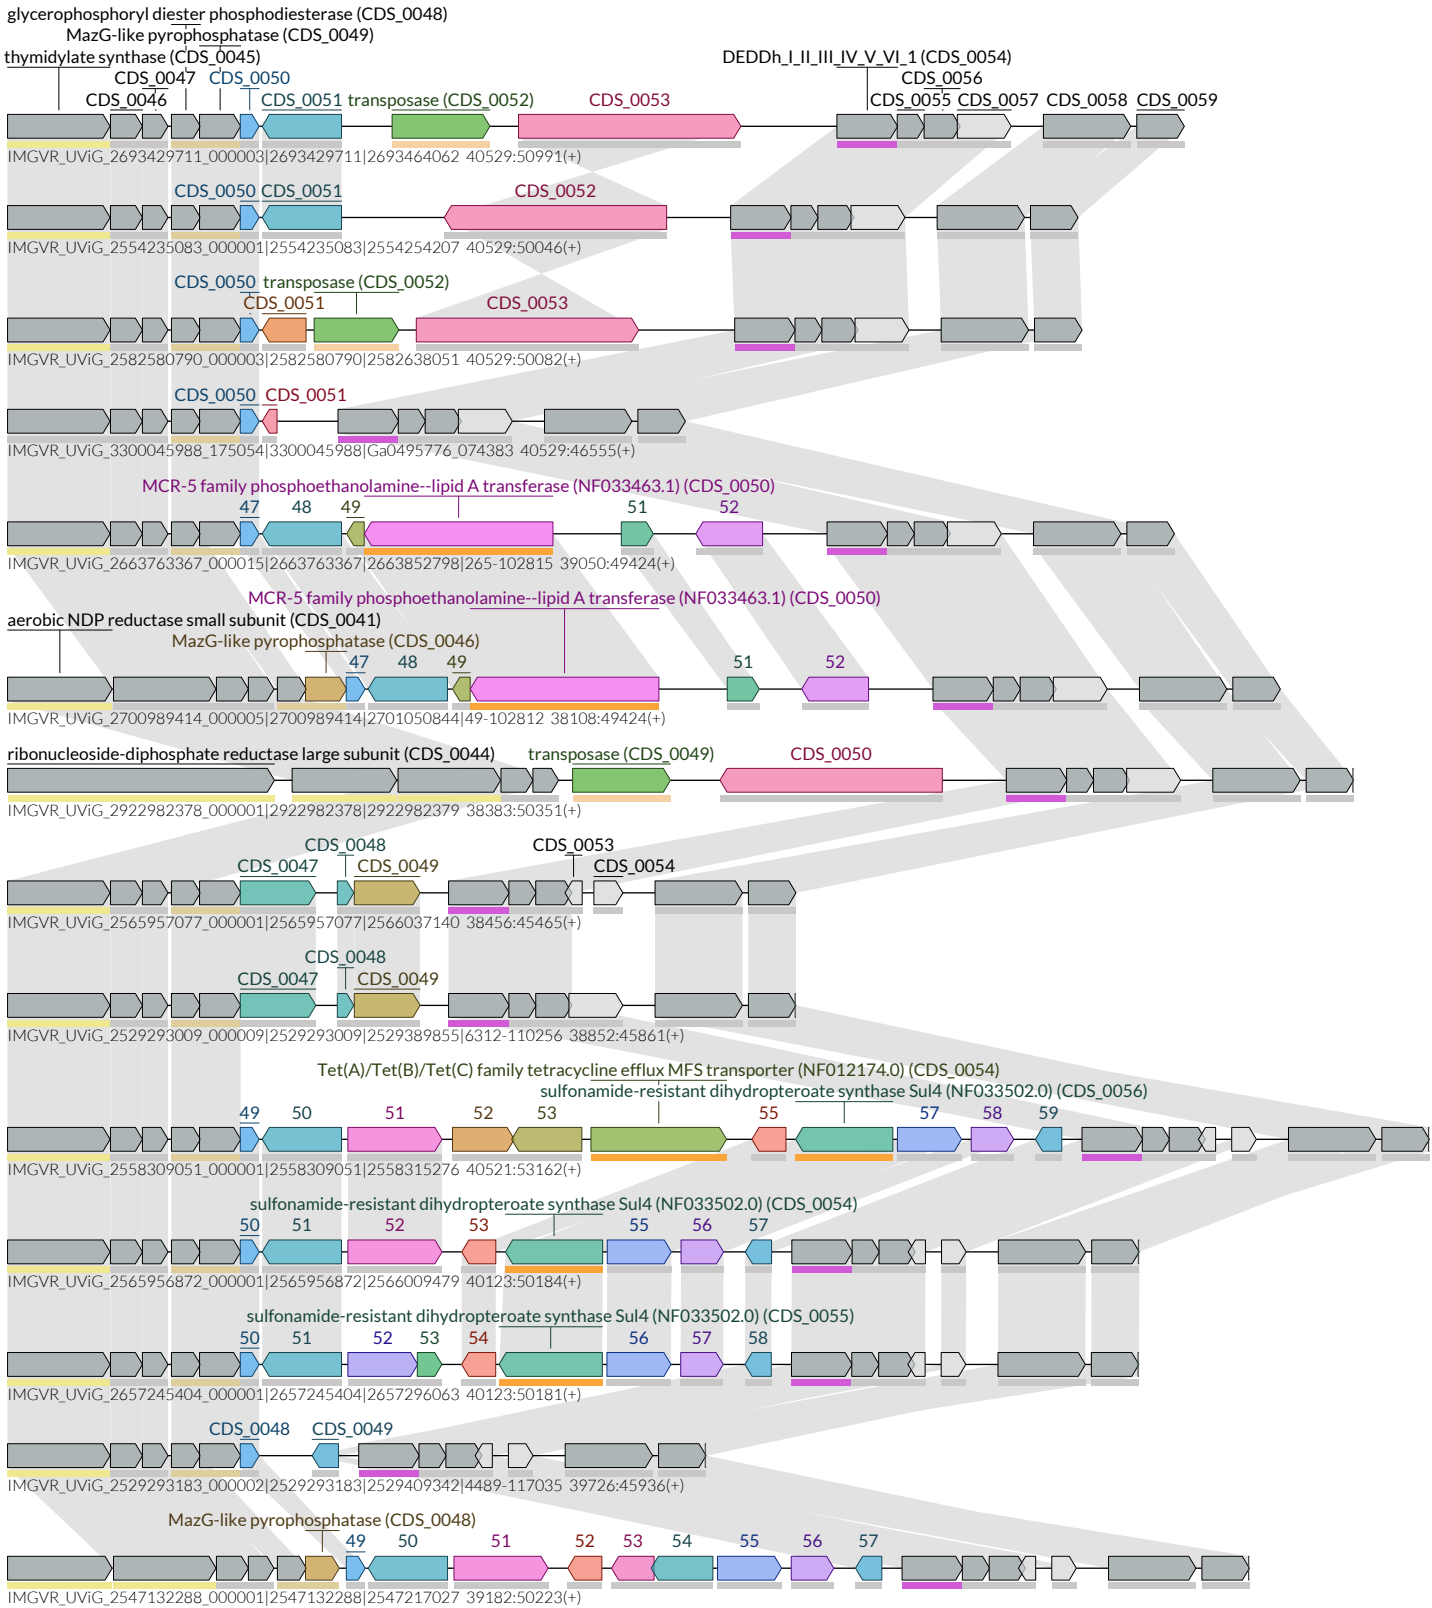 glycerophosphoryl diester phosphodiesterase (CDS_0048)
MazG-like pyrophosphatase (CDS_0049)
thymidylate synthase (CDS_0045) DEDDh_I_II_III_IV_V_VI_1 (CDS_0054)
CDS_0047 CDS_0050 CDS_0056
CDS_0046 CDS_0051 transposase (CDS_0052) CDS_0053 CDS_0055 CDS_0057 CDS_0058 CDS_0059
IMGVR_UViG_2693429711_000003|2693429711|2693464062 40529:50991(+)
CDS_0050 CDS_0051 CDS_0052
IMGVR_UViG_2554235083_000001|2554235083|2554254207 40529:50046(+)
CDS_0050 transposase (CDS_0052)
CDS_0051 CDS_0053
IMGVR_UViG_2582580790_000003|2582580790|2582638051 40529:50082(+)
CDS_0050 CDS_0051
IMGVR_UViG_3300045988_175054|3300045988|Ga0495776_074383 40529:46555(+)
MCR-5 family phosphoethanolamine--lipid A transferase (NF033463.1) (CDS_0050)
47 48 49 51 52
IMGVR_UViG_2663763367_000015|2663763367|2663852798|265-102815 39050:49424(+)
MCR-5 family phosphoethanolamine--lipid A transferase (NF033463.1) (CDS_0050)
aerobic NDP reductase small subunit (CDS_0041)
MazG-like pyrophosphatase (CDS_0046)
47 48 49 51 52
IMGVR_UViG_2700989414_000005|2700989414|2701050844|49-102812 38108:49424(+)
ribonucleoside-diphosphate reductase large subunit (CDS_0044) transposase (CDS_0049) CDS_0050
IMGVR_UViG_2922982378_000001|2922982378|2922982379 38383:50351(+)
CDS_0048 CDS_0053
CDS_0047 CDS_0049 CDS_0054
IMGVR_UViG_2565957077_000001|2565957077|2566037140 38456:45465(+)
CDS_0048
CDS_0047 CDS_0049
IMGVR_UViG_2529293009_000009|2529293009|2529389855|6312-110256 38852:45861(+)
Tet(A)/Tet(B)/Tet(C) family tetracycline efflux MFS transporter (NF012174.0) (CDS_0054)
sulfonamide-resistant dihydropteroate synthase Sul4 (NF033502.0) (CDS_0056)
49 50 51 52 53 55 57 58 59
IMGVR_UViG_2558309051_000001|2558309051|2558315276 40521:53162(+)
sulfonamide-resistant dihydropteroate synthase Sul4 (NF033502.0) (CDS_0054)
50 51 52 53 55 56 57
IMGVR_UViG_2565956872_000001|2565956872|2566009479 40123:50184(+)
sulfonamide-resistant dihydropteroate synthase Sul4 (NF033502.0) (CDS_0055)
50 51 52 53 54 56 57 58
IMGVR_UViG_2657245404_000001|2657245404|2657296063 40123:50181(+)
CDS_0048 CDS_0049
IMGVR_UViG_2529293183_000002|2529293183|2529409342|4489-117035 39726:45936(+)
MazG-like pyrophosphatase (CDS_0048)
49 50 51 52 53 54 55 56 57
IMGVR_UViG_2547132288_000001|2547132288|2547217027 39182:50223(+)